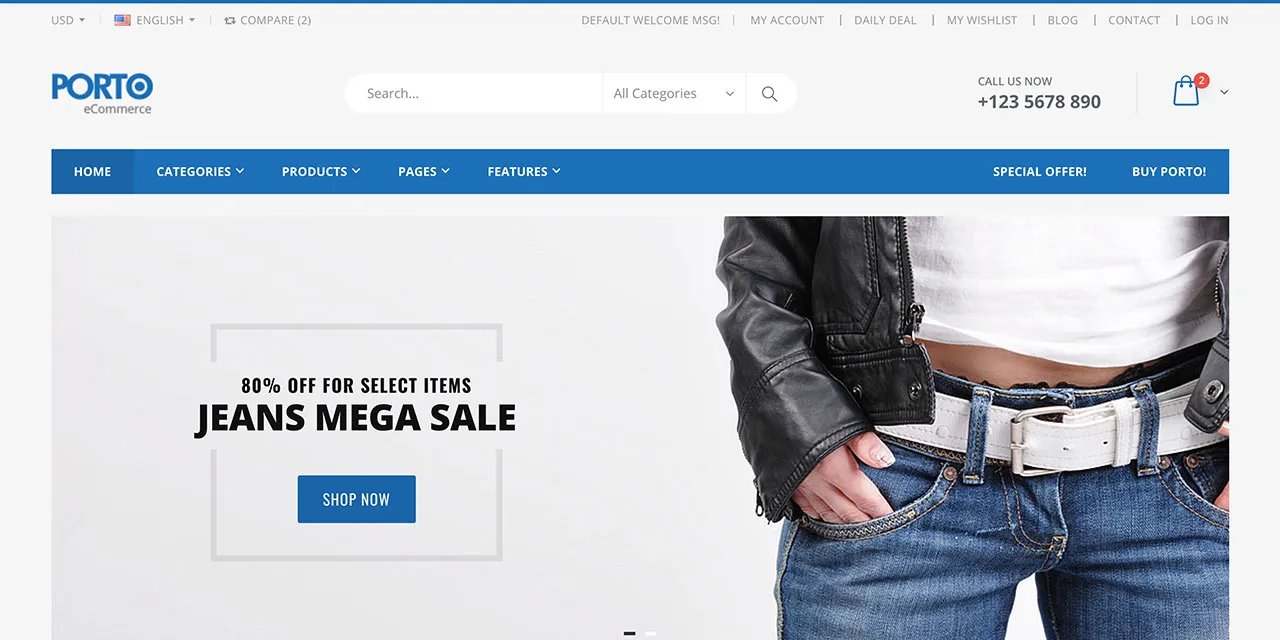 USD ENGLISH COMPARE (2) DEFAULT WELCOME MSG! | MY ACCOUNT | DAILY DEAL | MY WISHLIST | BLOG | CONTACT | LOG IN
PORTO
eCommerce
Search... All Categories
CALL US NOW
+123 5678 890
2
HOME CATEGORIES PRODUCTS PAGES FEATURES SPECIAL OFFER! BUY PORTO!
80% OFF FOR SELECT ITEMS
JEANS MEGA SALE
SHOP NOW